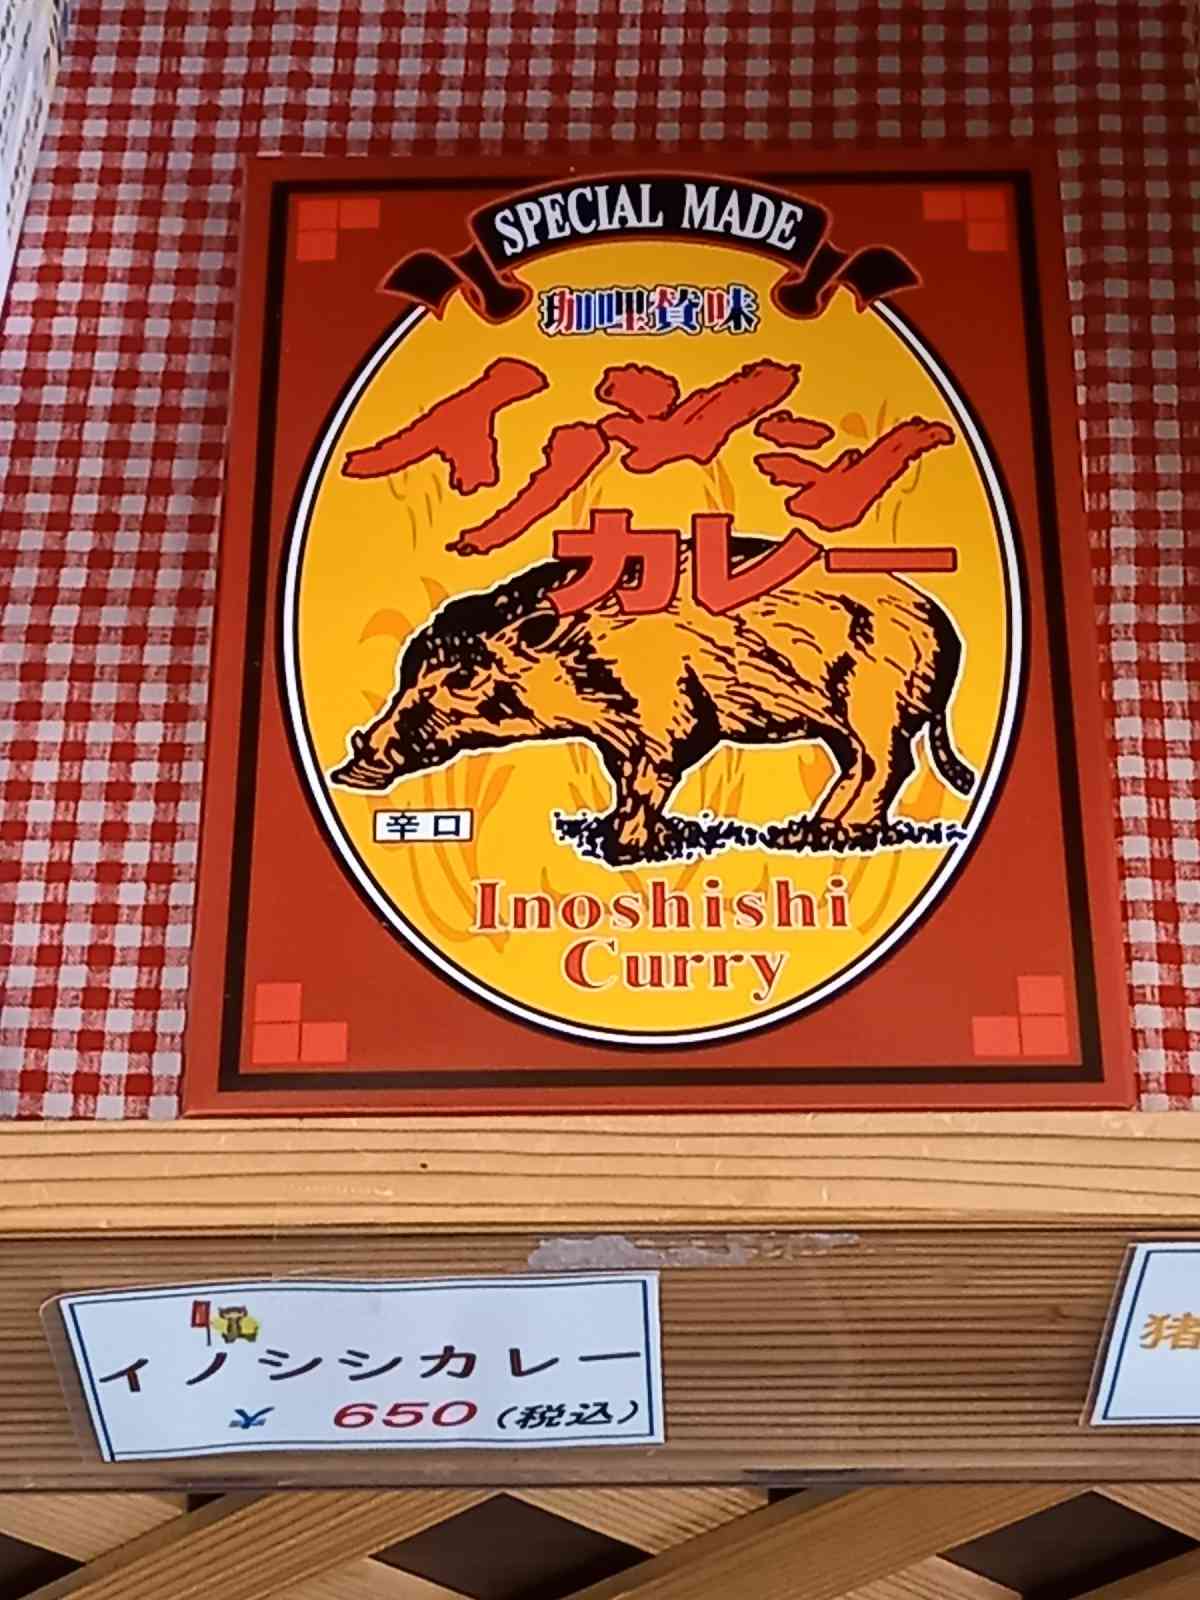 SPECIAL MADE
珈哩賛味
イノシシ
カレー
辛口
Inoshishi
Curry
イノシシカレー
¥ 650(税込)
猪